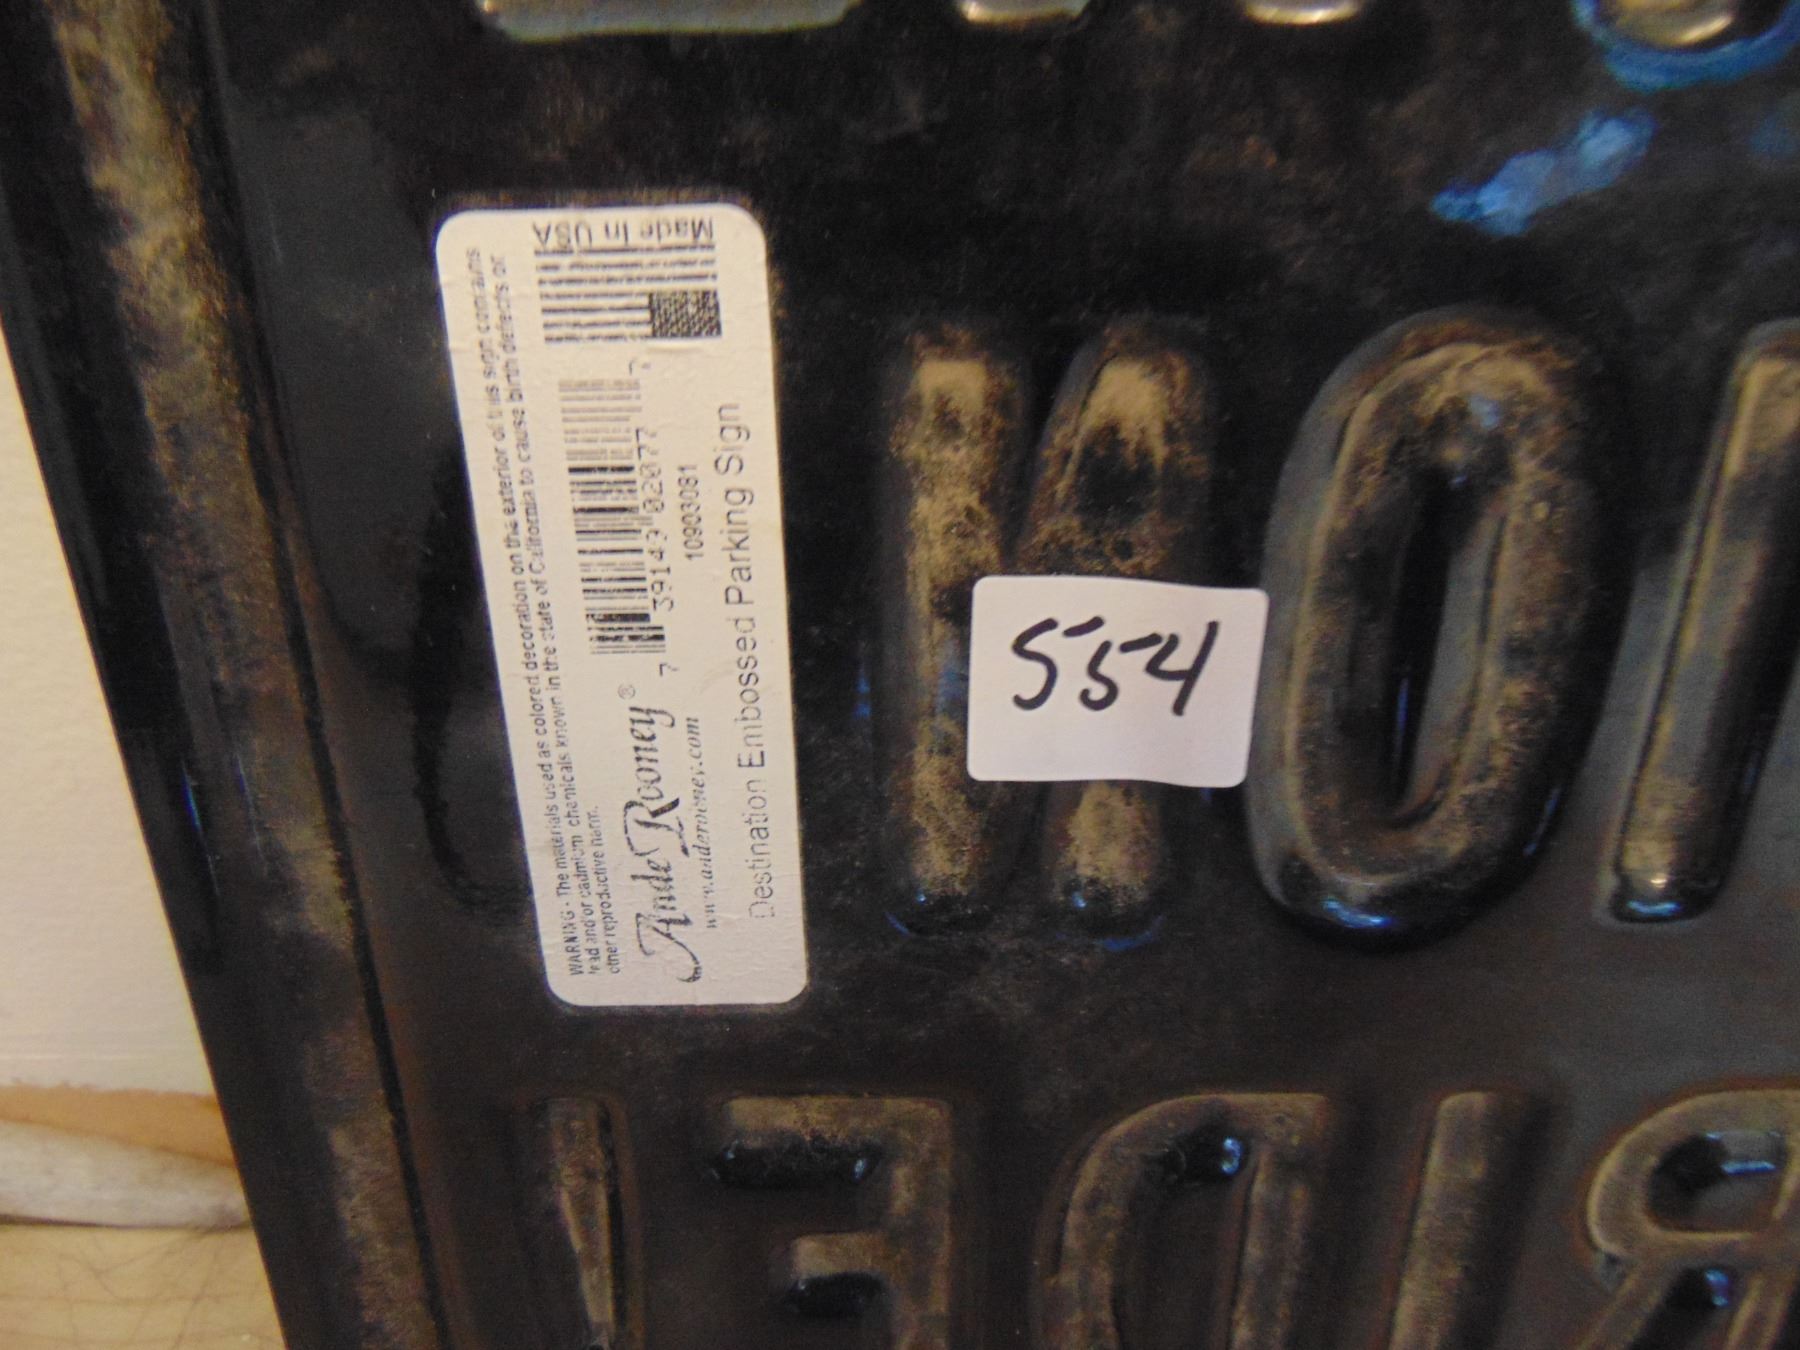 WARNING - The materials used as colored decoration on the exterior of this sign contains
lead and/or cadmium chemicals known in the state of California to cause birth defects or
other reproductive harm.
Ande Rooney®
www.anderooney.com
7 39149 02077 7
10903081
Destination Embossed Parking Sign
Made In USA
554